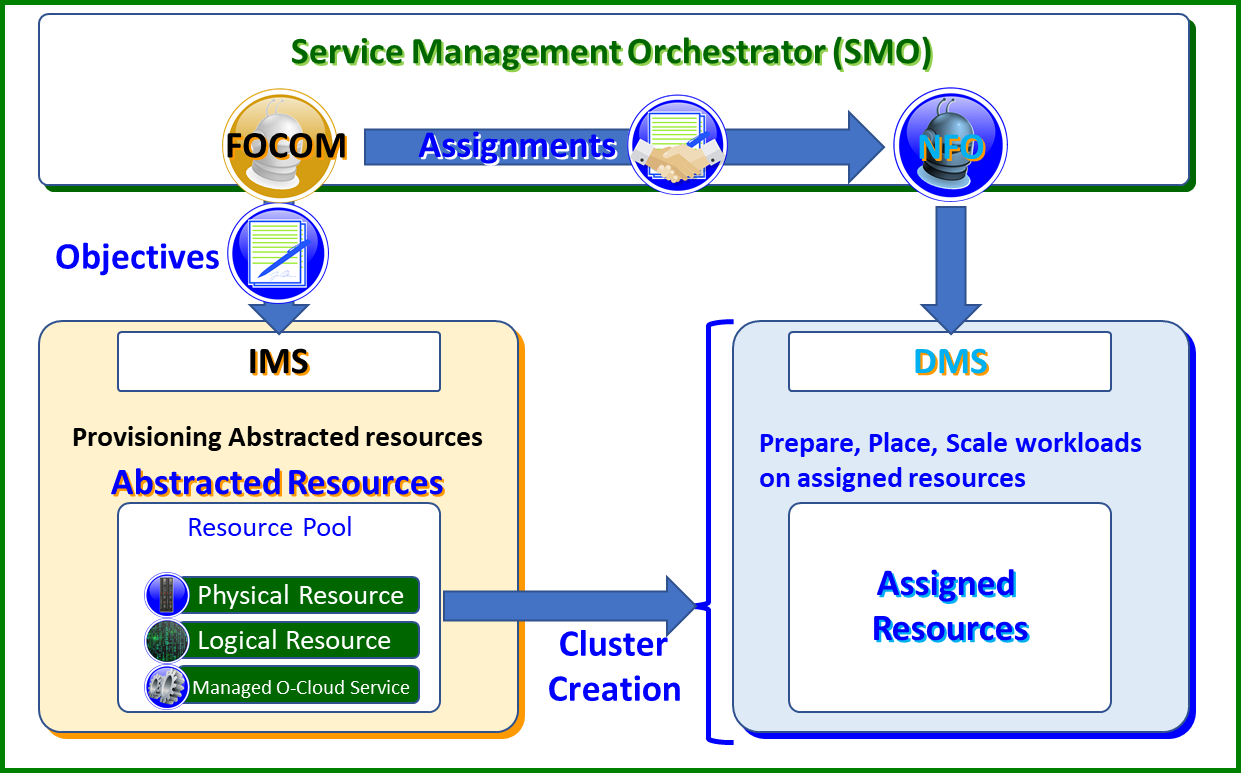 Service Management Orchestrator (SMO)
FOCOM
Assignments
NFO
Objectives
IMS
DMS
Provisioning Abstracted resources
Abstracted Resources
Prepare, Place, Scale workloads
on assigned resources
Resource Pool
Physical Resource
Logical Resource
Managed O-Cloud Service
Cluster
Creation
Assigned
Resources